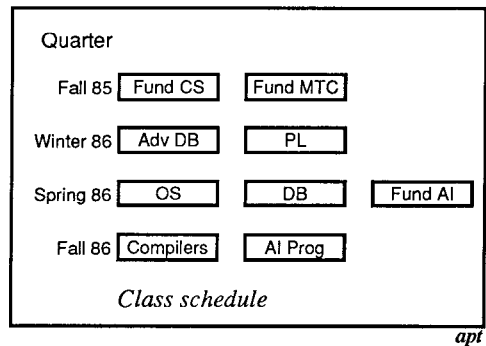 Quarter
Fall 85 Fund CS Fund MTC
Winter 86 Adv DB PL
Spring 86 OS DB Fund AI
Fall 86 Compilers AI Prog
Class schedule
apt